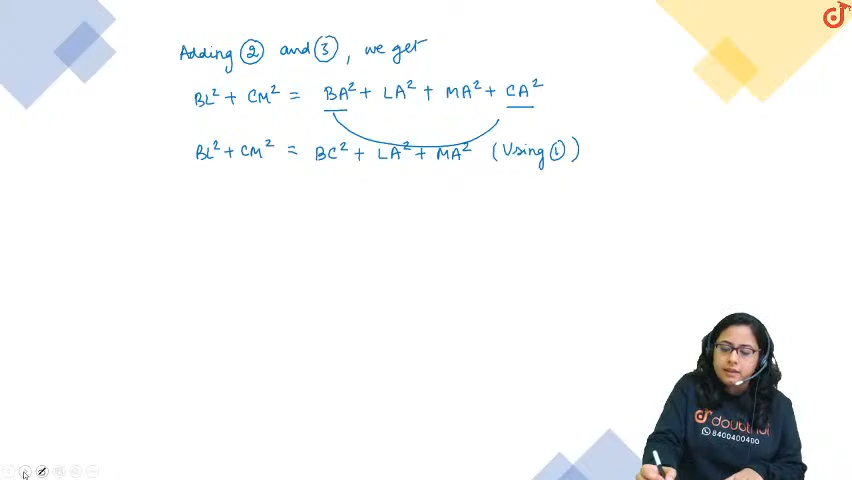 Adding ② and ③, we get
BL² + CM² = BA² + LA² + MA² + CA²
BL² + CM² = BC² + LA² + MA² (Using ①)
doubtnut
8400400400